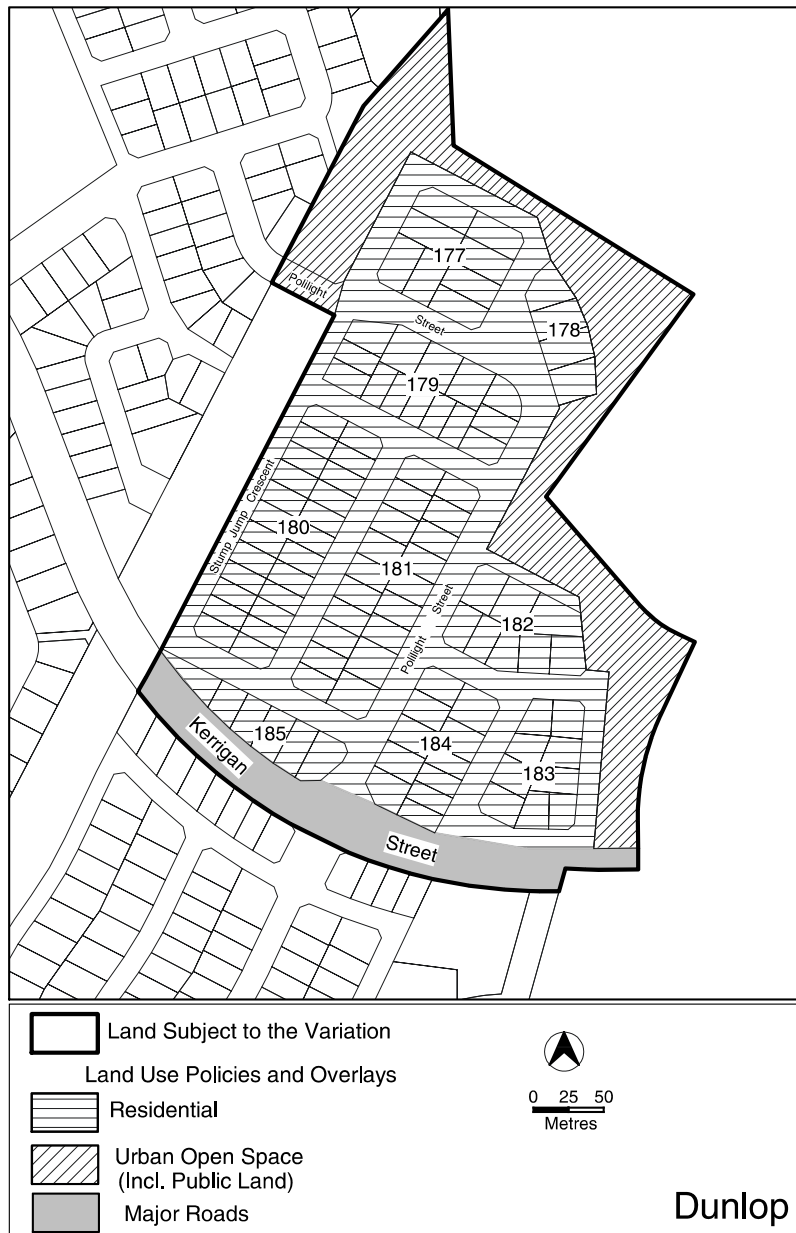 177
Polilight
Street
178
179
Stump Jump Crescent
180
181
Polilight Street
182
185
184
183
Kerrigan
Street
Land Subject to the Variation
Land Use Policies and Overlays
Residential
Urban Open Space
(Incl. Public Land)
Major Roads
0 25 50
Metres
Dunlop